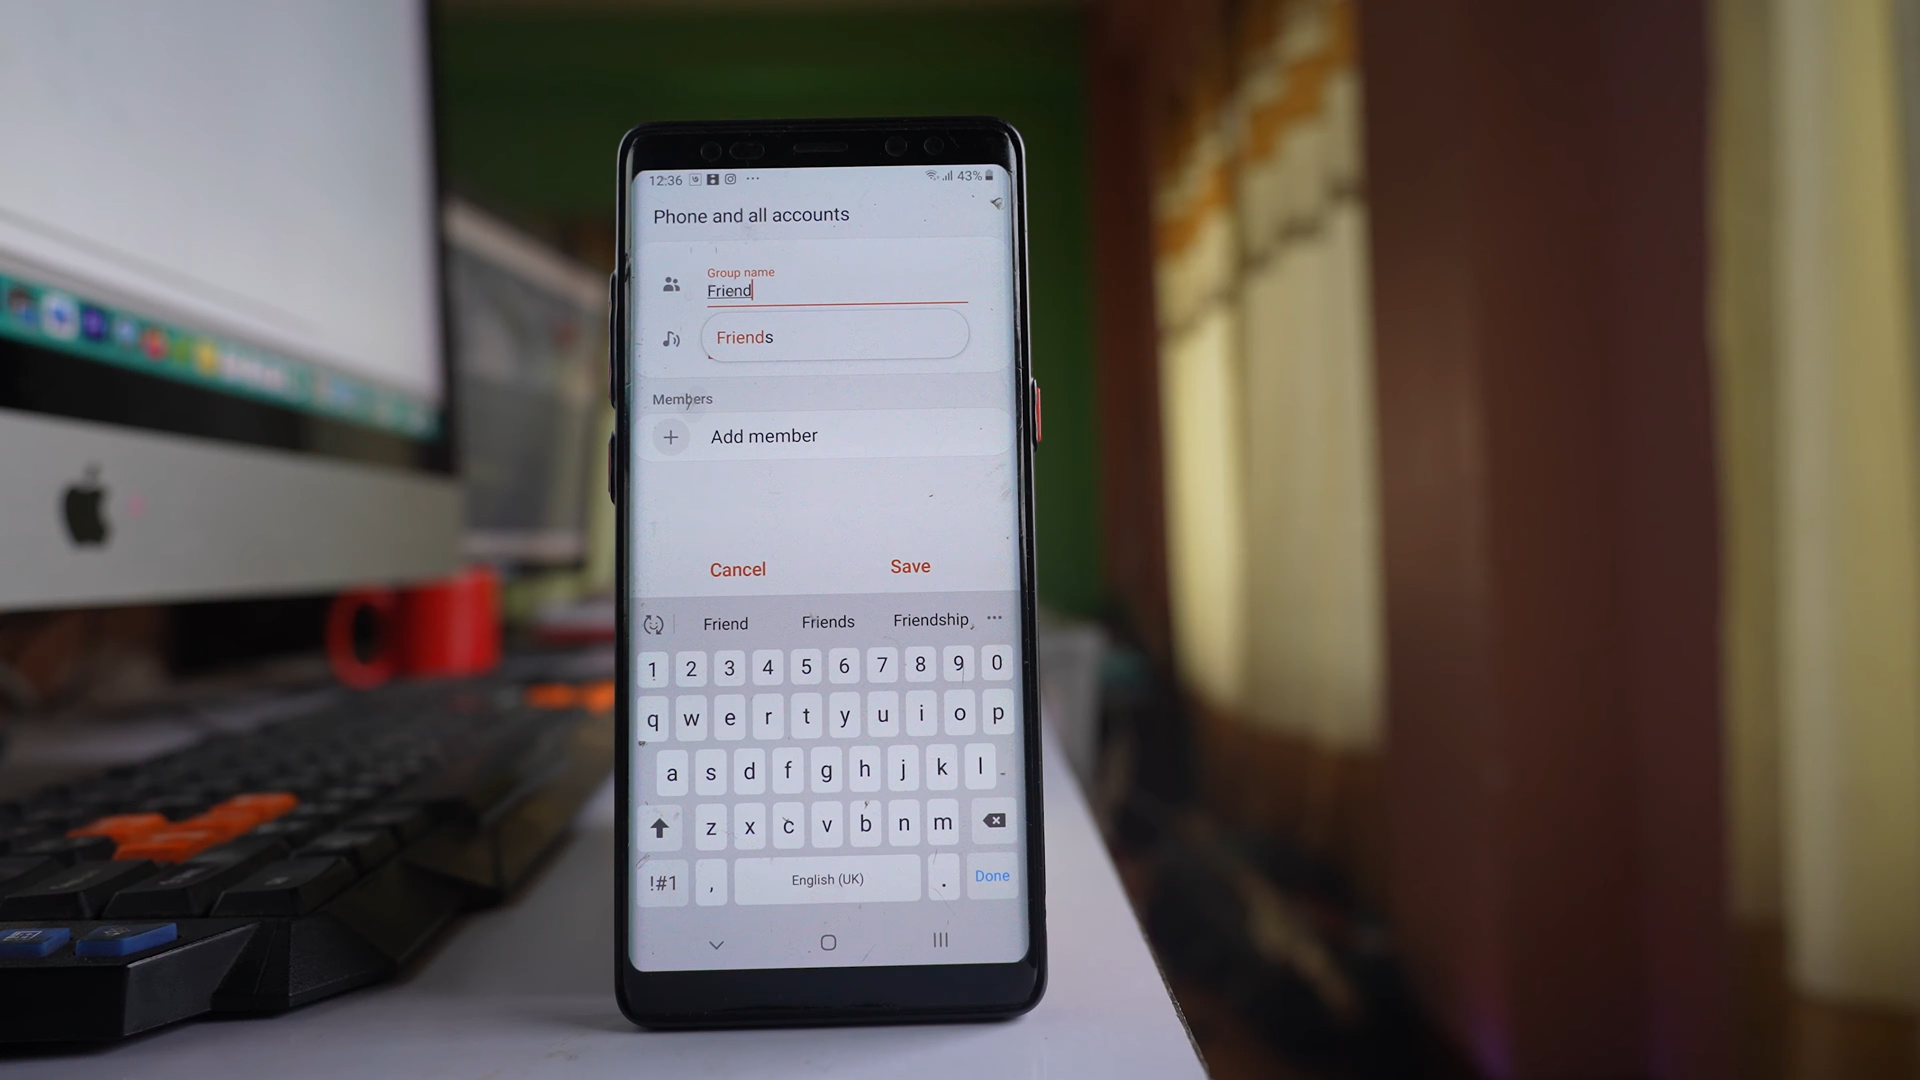 12:36 ... 43%
Phone and all accounts
Group name
Friend
Friends
Members
Add member
Cancel Save
Friend Friends Friendship ...
1 2 3 4 5 6 7 8 9 0
q w e r t y u i o p
a s d f g h j k l
z x c v b n m
!#1 , English (UK) . Done